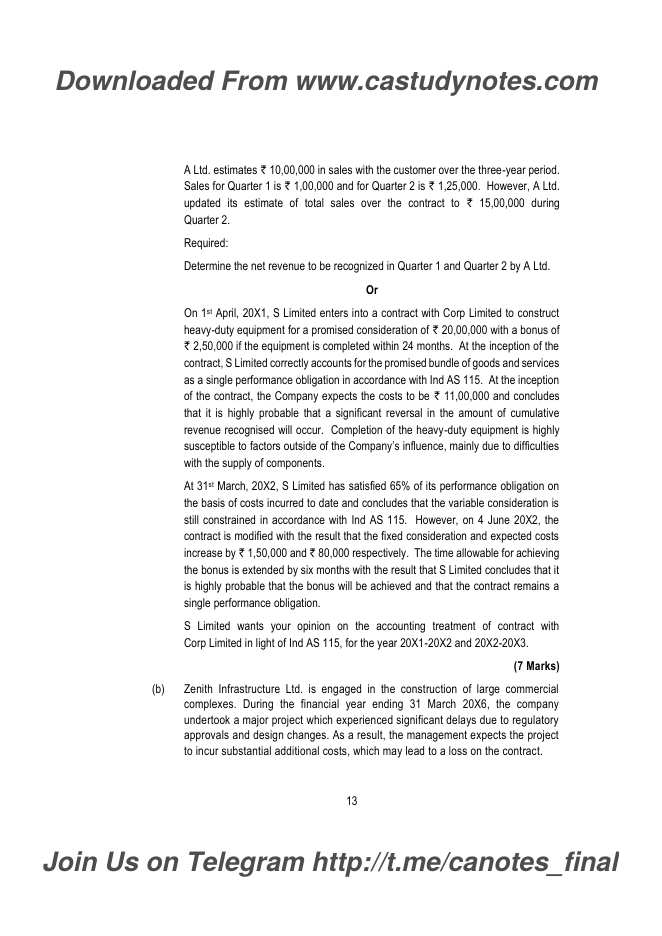 Downloaded From www.castudynotes.com
A Ltd. estimates ₹ 10,00,000 in sales with the customer over the three-year period.
Sales for Quarter 1 is ₹ 1,00,000 and for Quarter 2 is ₹ 1,25,000. However, A Ltd.
updated its estimate of total sales over the contract to ₹ 15,00,000 during
Quarter 2.
Required:
Determine the net revenue to be recognized in Quarter 1 and Quarter 2 by A Ltd.
Or
On 1st April, 20X1, S Limited enters into a contract with Corp Limited to construct
heavy-duty equipment for a promised consideration of ₹ 20,00,000 with a bonus of
₹ 2,50,000 if the equipment is completed within 24 months. At the inception of the
contract, S Limited correctly accounts for the promised bundle of goods and services
as a single performance obligation in accordance with Ind AS 115. At the inception
of the contract, the Company expects the costs to be ₹ 11,00,000 and concludes
that it is highly probable that a significant reversal in the amount of cumulative
revenue recognised will occur. Completion of the heavy-duty equipment is highly
susceptible to factors outside of the Company's influence, mainly due to difficulties
with the supply of components.
At 31st March, 20X2, S Limited has satisfied 65% of its performance obligation on
the basis of costs incurred to date and concludes that the variable consideration is
still constrained in accordance with Ind AS 115. However, on 4 June 20X2, the
contract is modified with the result that the fixed consideration and expected costs
increase by ₹ 1,50,000 and ₹ 80,000 respectively. The time allowable for achieving
the bonus is extended by six months with the result that S Limited concludes that it
is highly probable that the bonus will be achieved and that the contract remains a
single performance obligation.
S Limited wants your opinion on the accounting treatment of contract with
Corp Limited in light of Ind AS 115, for the year 20X1-20X2 and 20X2-20X3.
(7 Marks)
(b) Zenith Infrastructure Ltd. is engaged in the construction of large commercial
complexes. During the financial year ending 31 March 20X6, the company
undertook a major project which experienced significant delays due to regulatory
approvals and design changes. As a result, the management expects the project
to incur substantial additional costs, which may lead to a loss on the contract.
13
Join Us on Telegram http://t.me/canotes_final